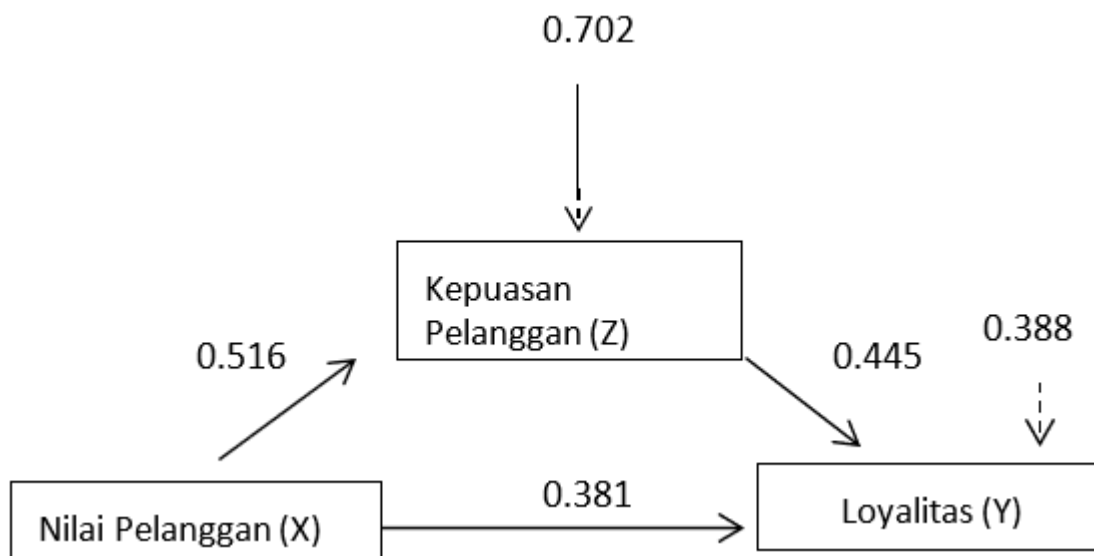 0.702
Kepuasan
Pelanggan (Z)
0.516
0.445
0.388
0.381
Nilai Pelanggan (X)
Loyalitas (Y)